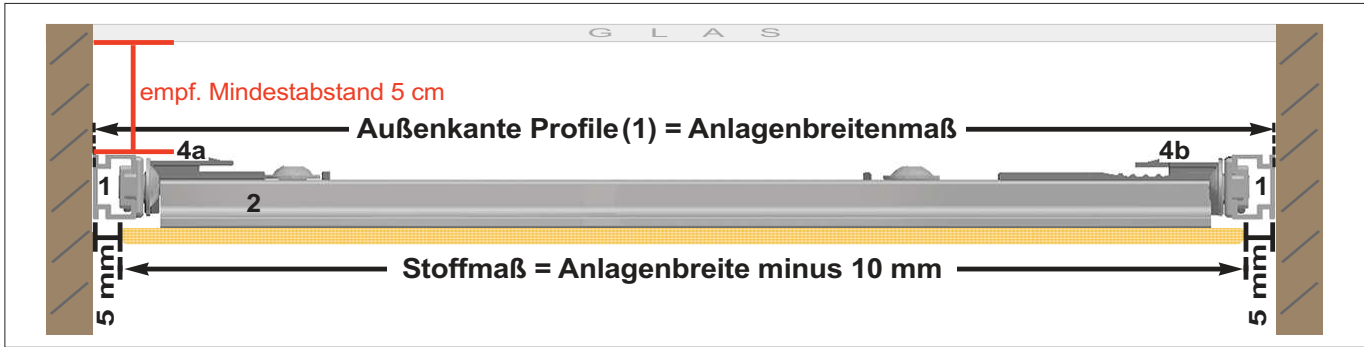 G L A S
empf. Mindestabstand 5 cm
Außenkante Profile(1) = Anlagenbreitenmaß
4a
4b
1
2
1
Stoffmaß = Anlagenbreite minus 10 mm
5 mm
5 mm